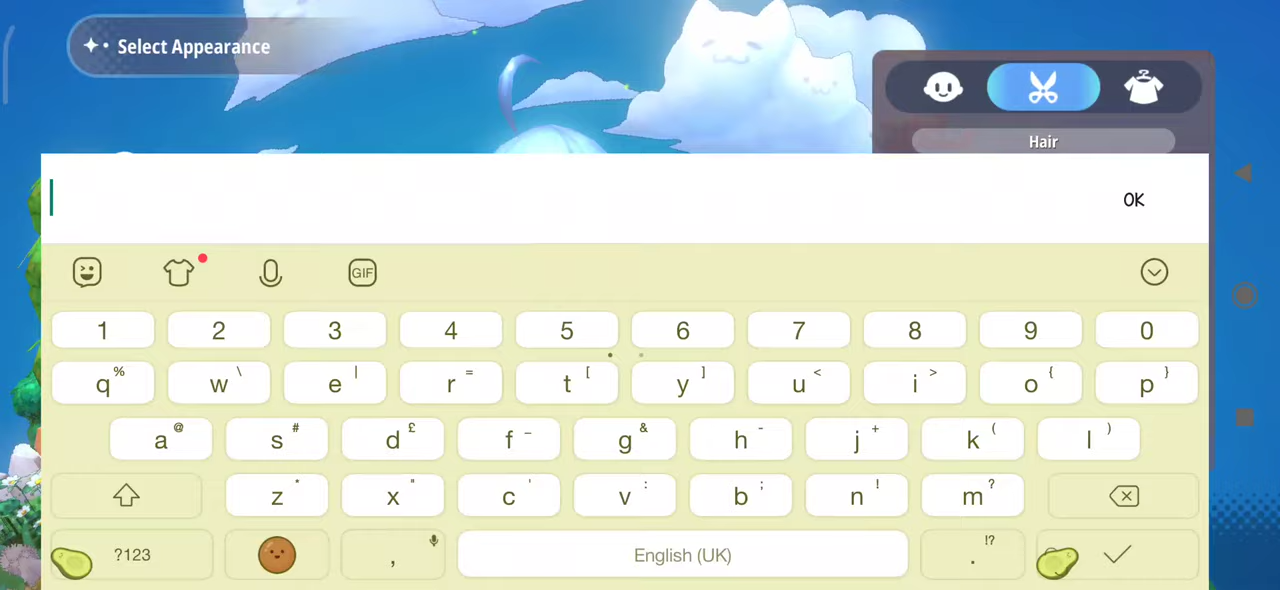 Select Appearance
Hair
OK
GIF
1 2 3 4 5 6 7 8 9 0
q % w \ e | r = t [ y ] u < i > o { p }
a @ s # d £ f _ g & h - j + k ( l )
z * x " c ' v : b ; n ! m ?
?123 , English (UK) . !?